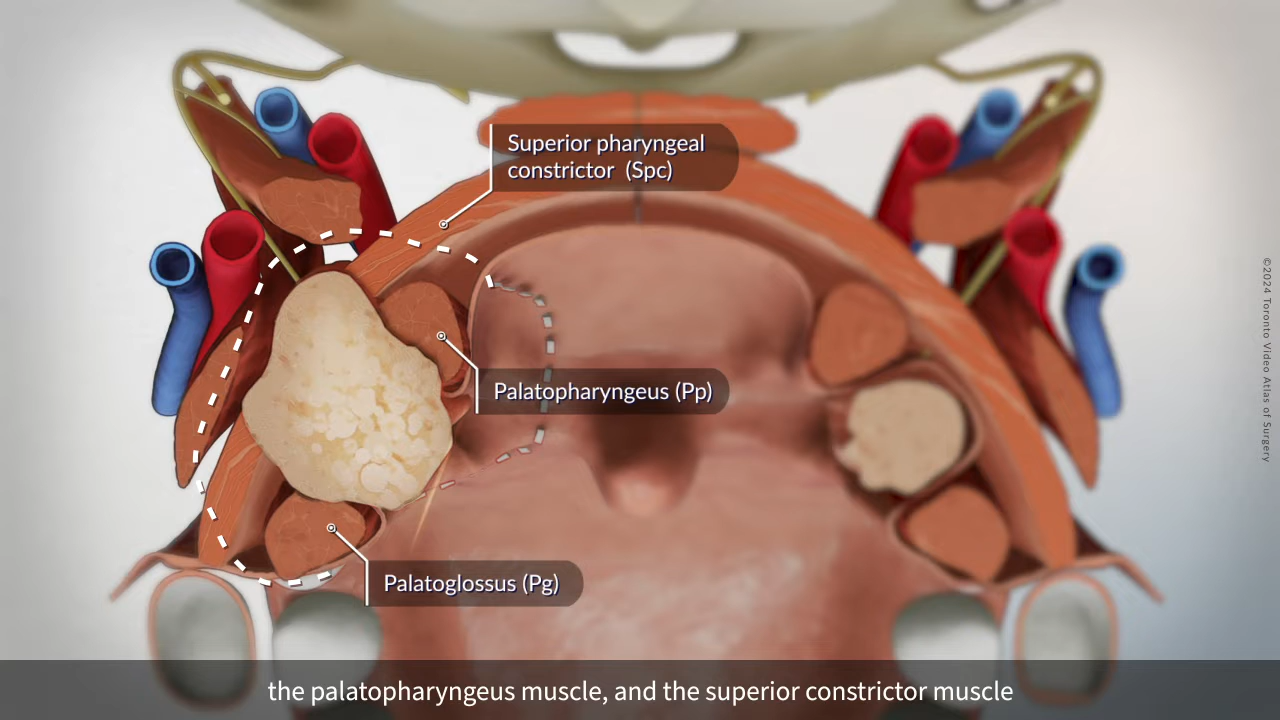 Superior pharyngeal
constrictor (Spc)
Palatopharyngeus (Pp)
Palatoglossus (Pg)
the palatopharyngeus muscle, and the superior constrictor muscle
©2024 Toronto Video Atlas of Surgery